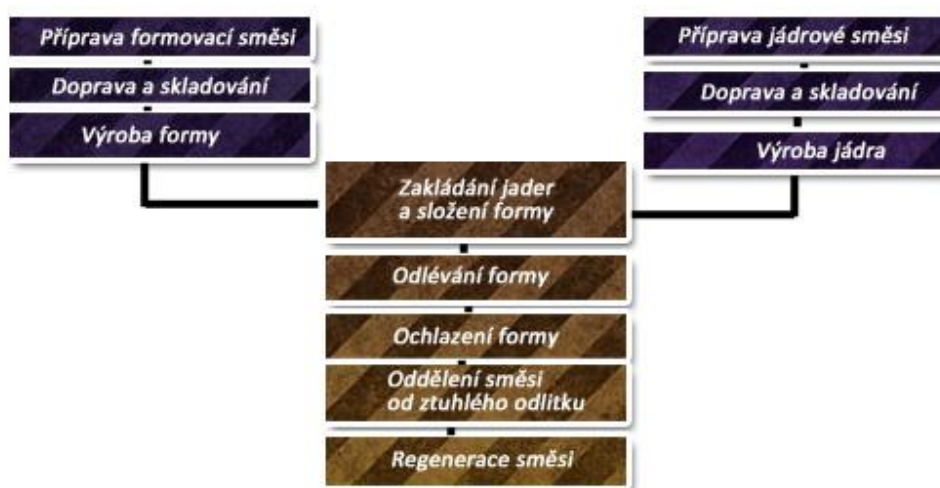 Příprava formovací směsi
Doprava a skladování
Výroba formy
Příprava jádrové směsi
Doprava a skladování
Výroba jádra
Zakládání jader
a složení formy
Odlévání formy
Ochlazení formy
Oddělení směsi
od ztuhlého odlitku
Regenerace směsi